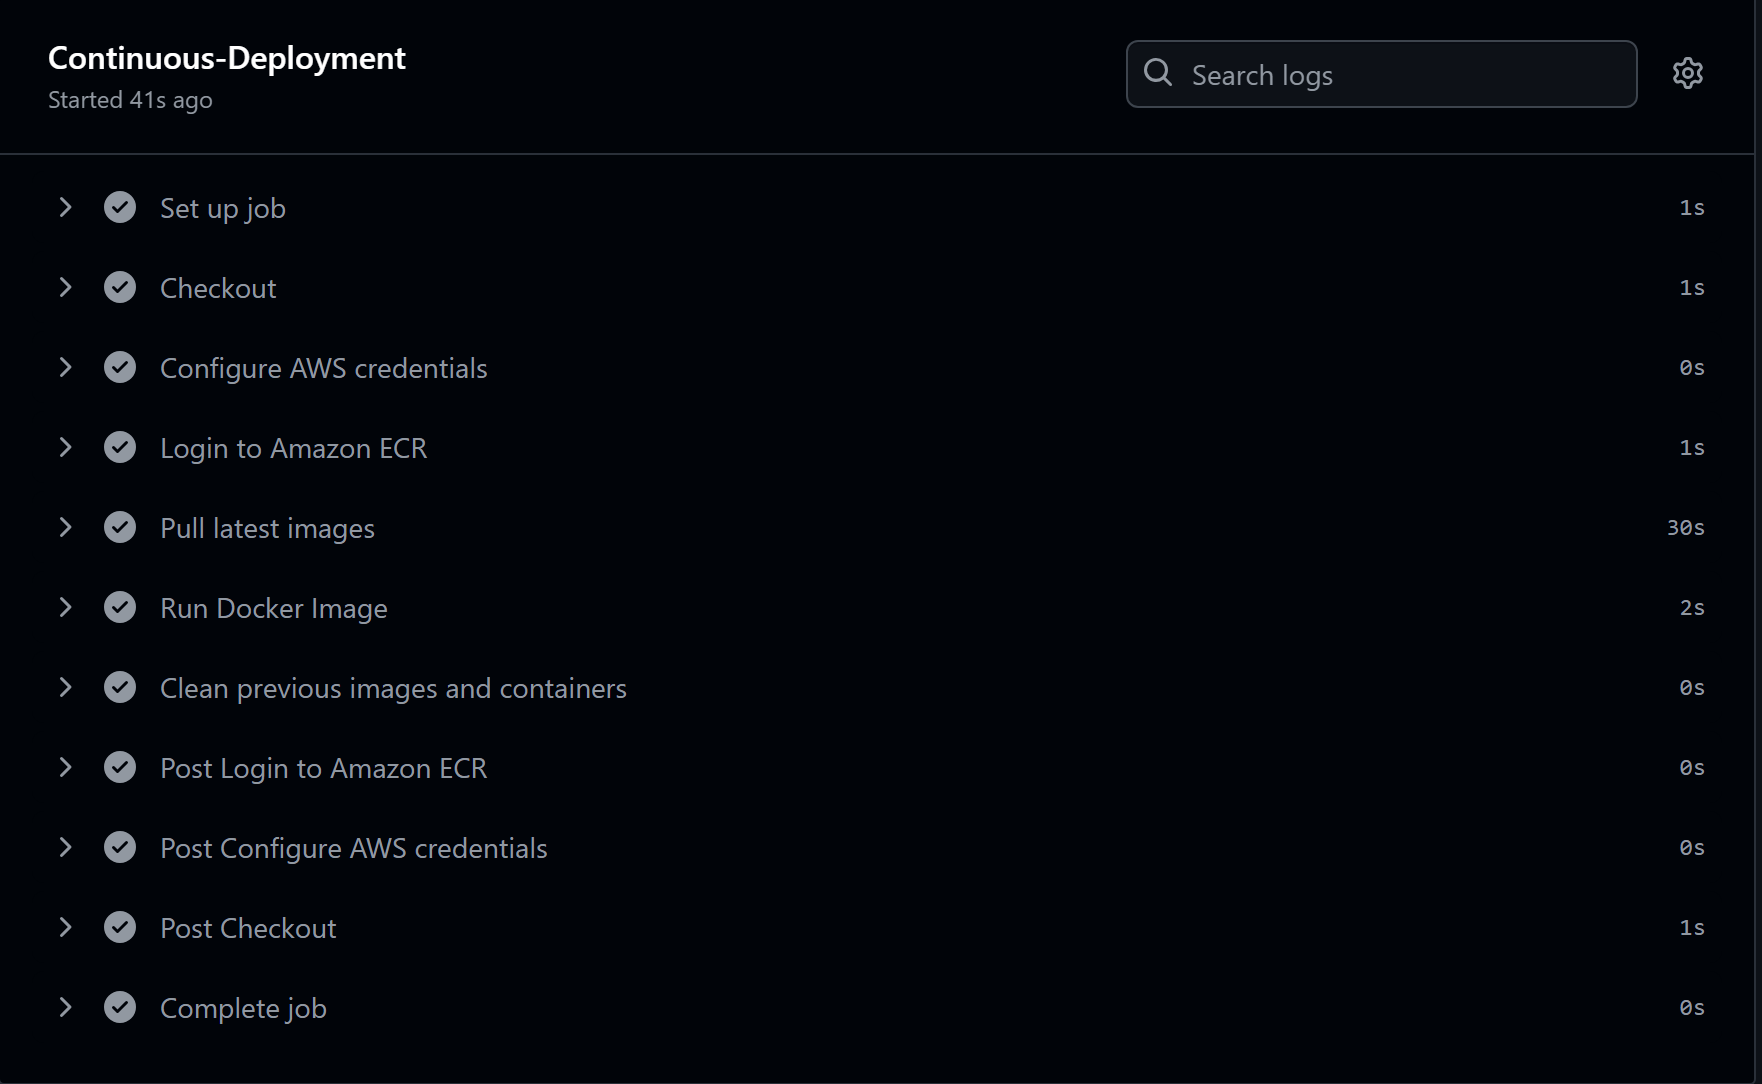 Continuous-Deployment
Started 41s ago
Search logs
Set up job 1s
Checkout 1s
Configure AWS credentials 0s
Login to Amazon ECR 1s
Pull latest images 30s
Run Docker Image 2s
Clean previous images and containers 0s
Post Login to Amazon ECR 0s
Post Configure AWS credentials 0s
Post Checkout 1s
Complete job 0s